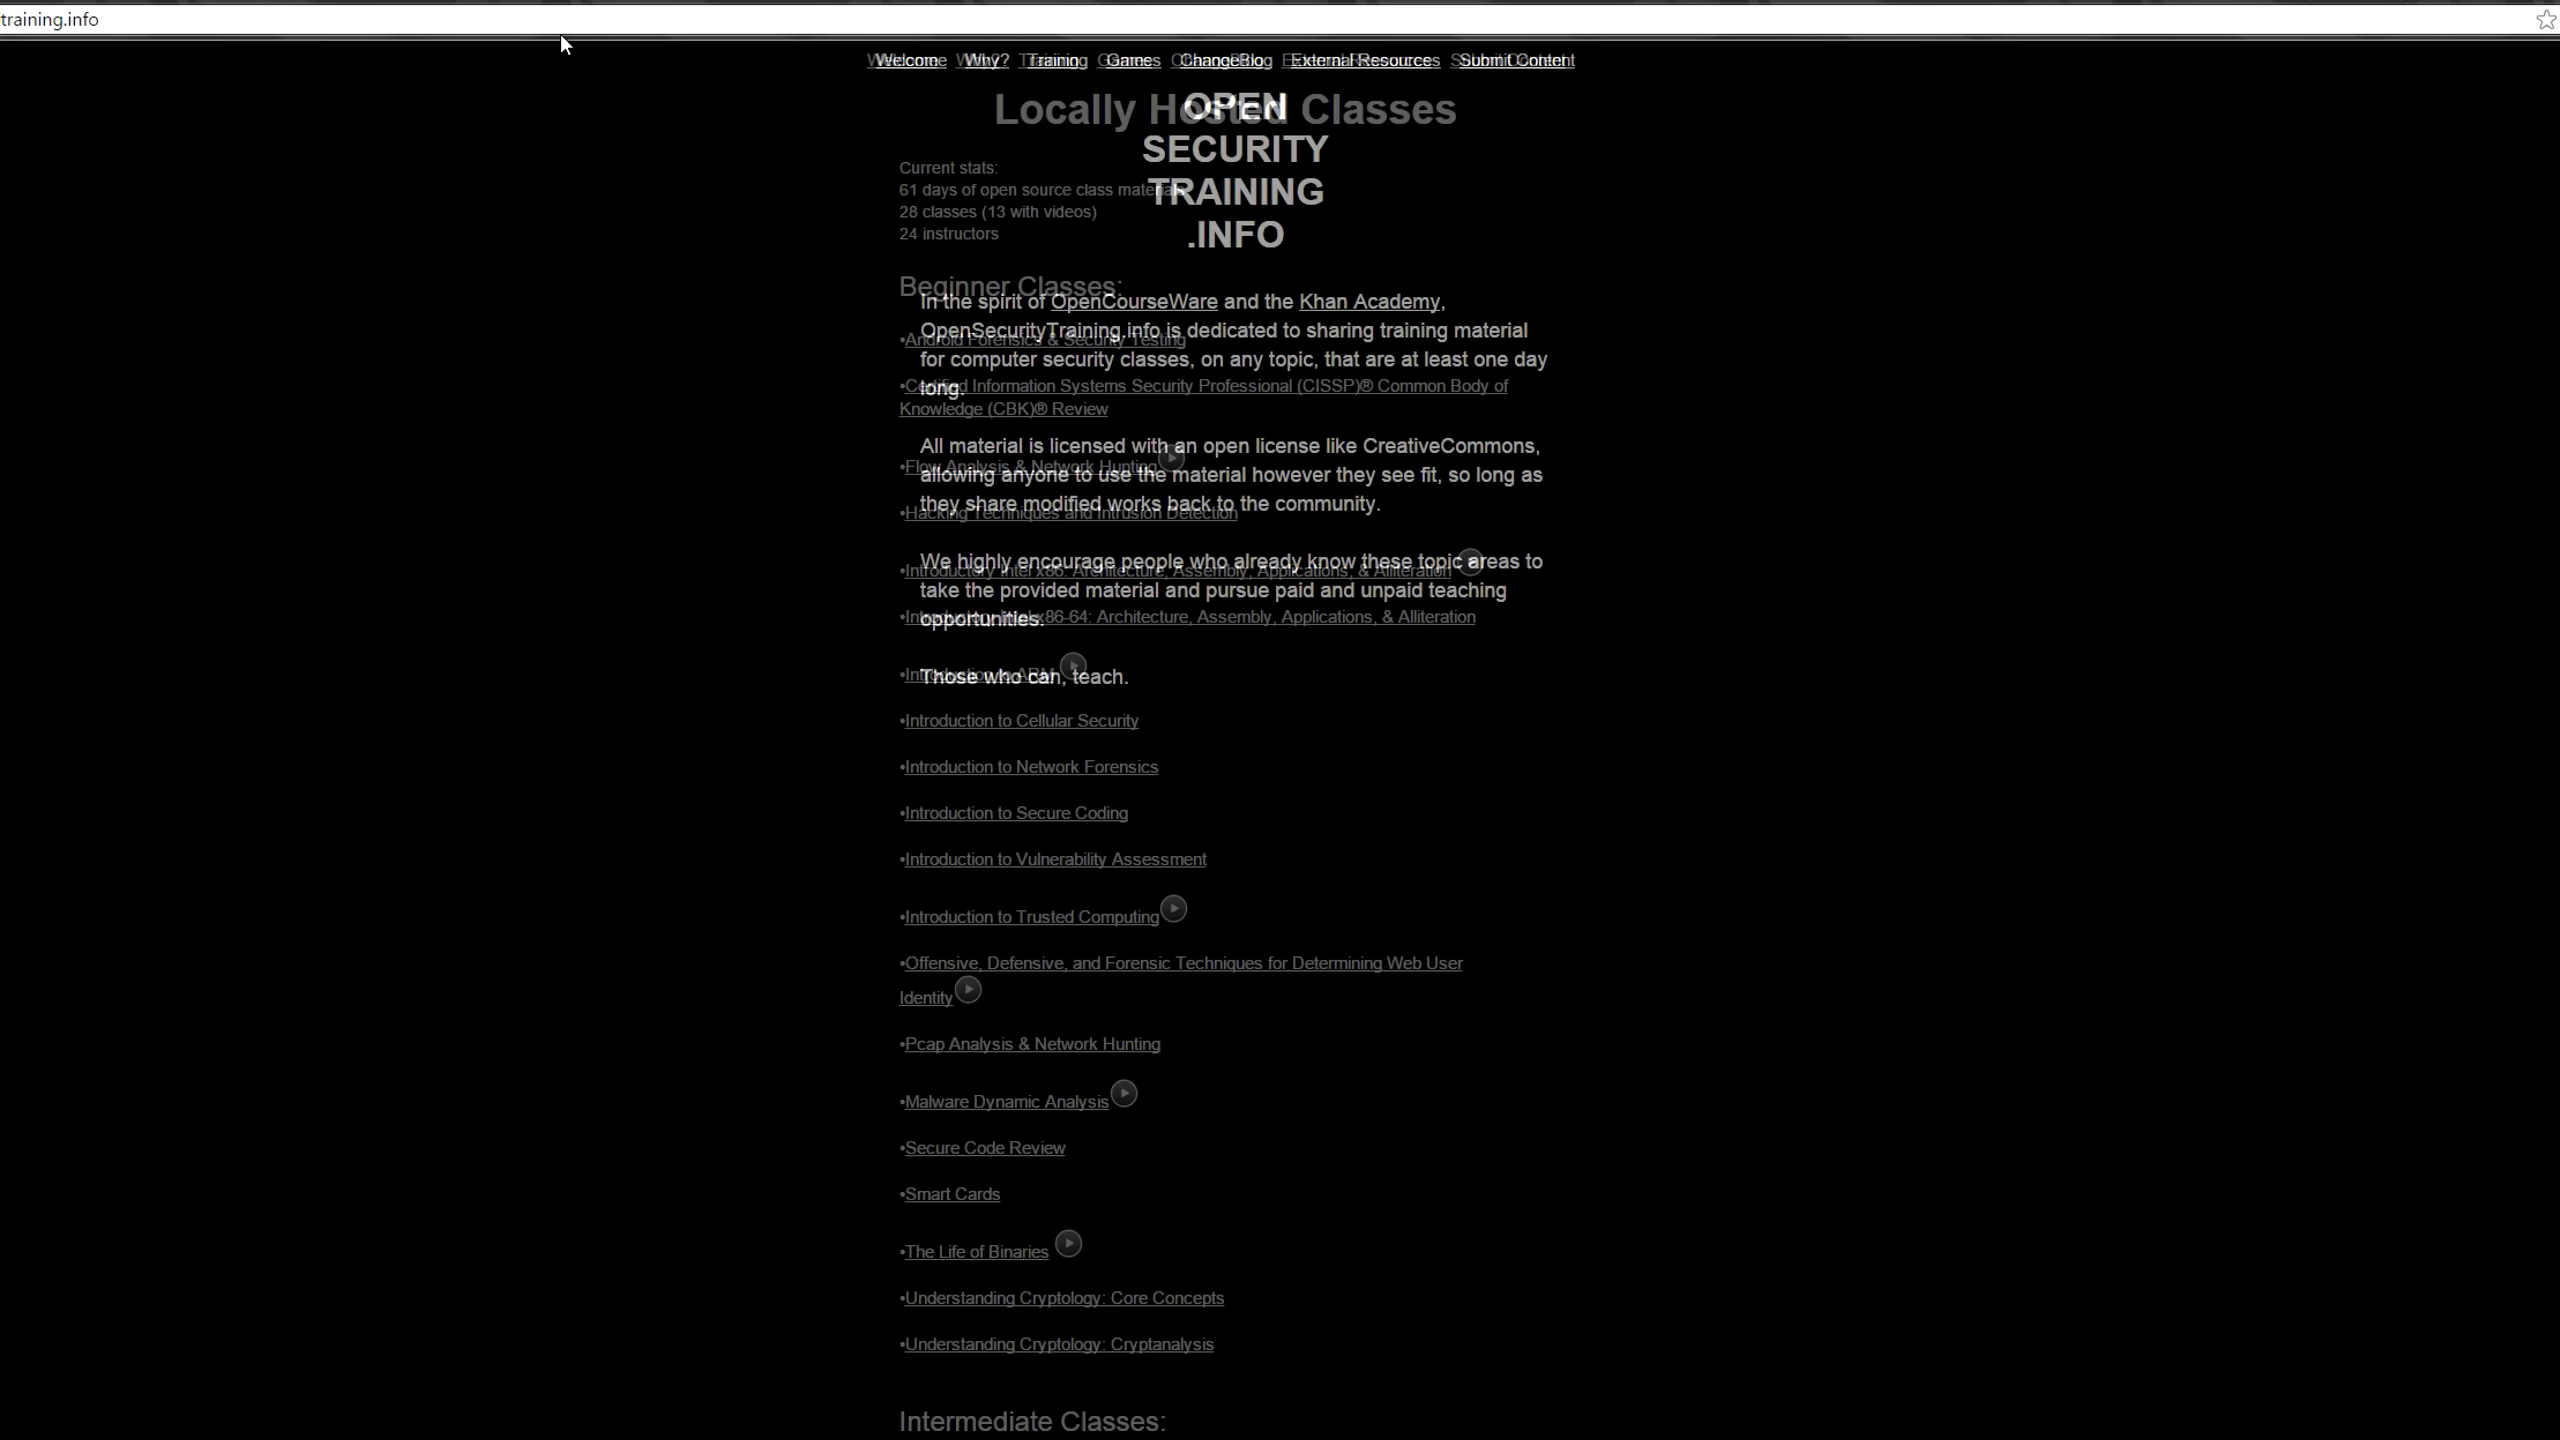 training.info
Welcome Why? Training Games ChangeBlog External Resources Submit Content
Locally Hosted Classes
OPEN
SECURITY
TRAINING
.INFO
Current stats:
61 days of open source class materials
28 classes (13 with videos)
24 instructors
Beginner Classes:
In the spirit of OpenCourseWare and the Khan Academy,
OpenSecurityTraining.info is dedicated to sharing training material
for computer security classes, on any topic, that are at least one day
long.
•Android Forensics & Security Testing
•Certified Information Systems Security Professional (CISSP)® Common Body of
Knowledge (CBK)® Review
All material is licensed with an open license like CreativeCommons,
allowing anyone to use the material however they see fit, so long as
they share modified works back to the community.
•Flow Analysis & Network Hunting
•Hacking Techniques and Intrusion Detection
We highly encourage people who already know these topic areas to
take the provided material and pursue paid and unpaid teaching
opportunities.
•Introductory Intel x86: Architecture, Assembly, Applications, & Alliteration
•Introductory Intel x86-64: Architecture, Assembly, Applications, & Alliteration
Those who can, teach.
•Introduction to ARM
•Introduction to Cellular Security
•Introduction to Network Forensics
•Introduction to Secure Coding
•Introduction to Vulnerability Assessment
•Introduction to Trusted Computing
•Offensive, Defensive, and Forensic Techniques for Determining Web User
Identity
•Pcap Analysis & Network Hunting
•Malware Dynamic Analysis
•Secure Code Review
•Smart Cards
•The Life of Binaries
•Understanding Cryptology: Core Concepts
•Understanding Cryptology: Cryptanalysis
Intermediate Classes: